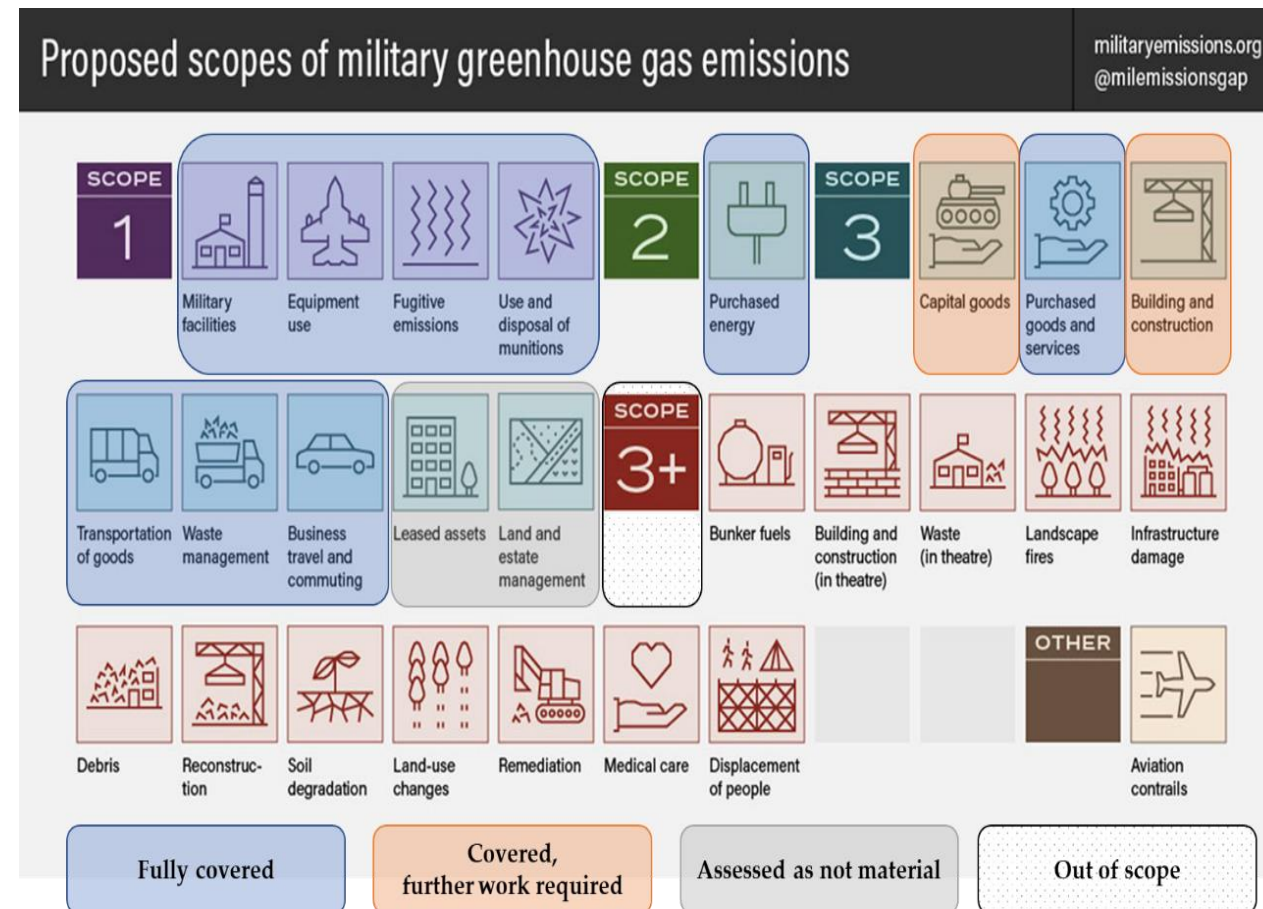 Proposed scopes of military greenhouse gas emissions
militaryemissions.org
@milemissionsgap
SCOPE
1
Military
facilities
Equipment
use
Fugitive
emissions
Use and
disposal of
munitions
SCOPE
2
Purchased
energy
SCOPE
3
Capital goods
Purchased
goods and
services
Building and
construction
Transportation
of goods
Waste
management
Business
travel and
commuting
Leased assets
Land and
estate
management
SCOPE
3+
Bunker fuels
Building and
construction
(in theatre)
Waste
(in theatre)
Landscape
fires
Infrastructure
damage
Debris
Reconstruc-
tion
Soil
degradation
Land-use
changes
Remediation
Medical care
Displacement
of people
OTHER
Aviation
contrails
Fully covered
Covered,
further work required
Assessed as not material
Out of scope